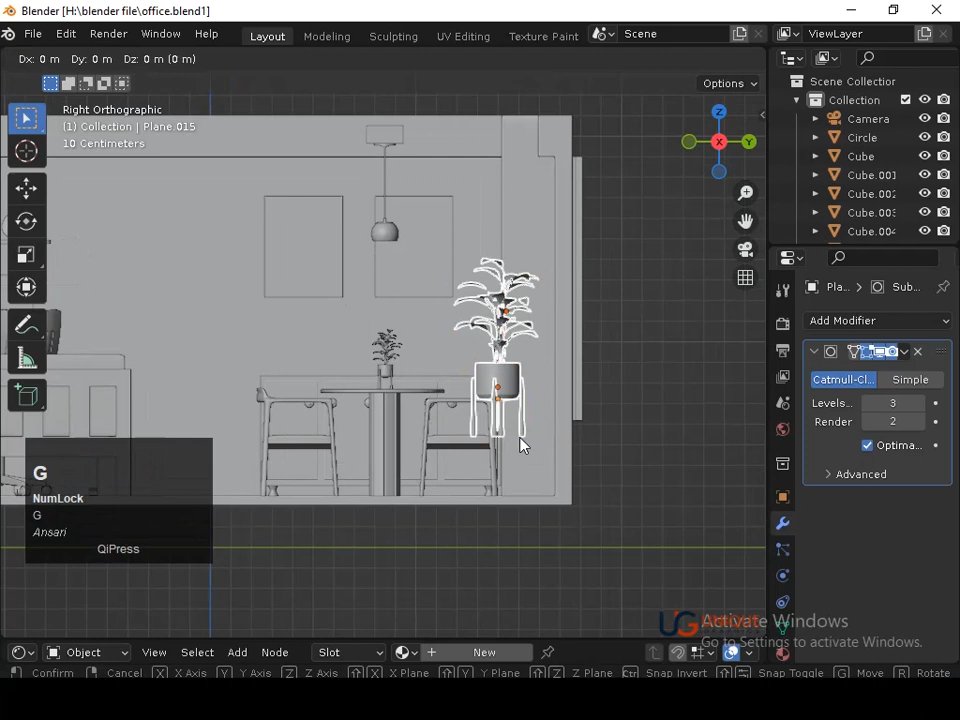 Blender [H:\blender file\office.blend1]
File Edit Render Window Help Layout Modeling Sculpting UV Editing Texture Paint Scene ViewLayer
Dx: 0 m Dy: 0 m Dz: 0 m (0 m)
Options
Right Orthographic
(1) Collection | Plane.015
10 Centimeters
Z
X
Y
Scene Collection
Collection
Camera
Circle
Cube
Cube.001
Cube.002
Cube.003
Cube.004
Pla...
Sub...
Add Modifier
Catmull-Cl... Simple
Levels... 3
Render 2
Optima...
Advanced
G
NumLock
G
Ansari
QiPress
UG
Activate Windows
Go to Settings to activate Windows.
Object View Select Add Node Slot New
Confirm Cancel X X Axis Y Y Axis Z Z Axis X X Plane Y Y Plane Z Z Plane Ctrl Snap Invert Snap Toggle G Move R Rotate